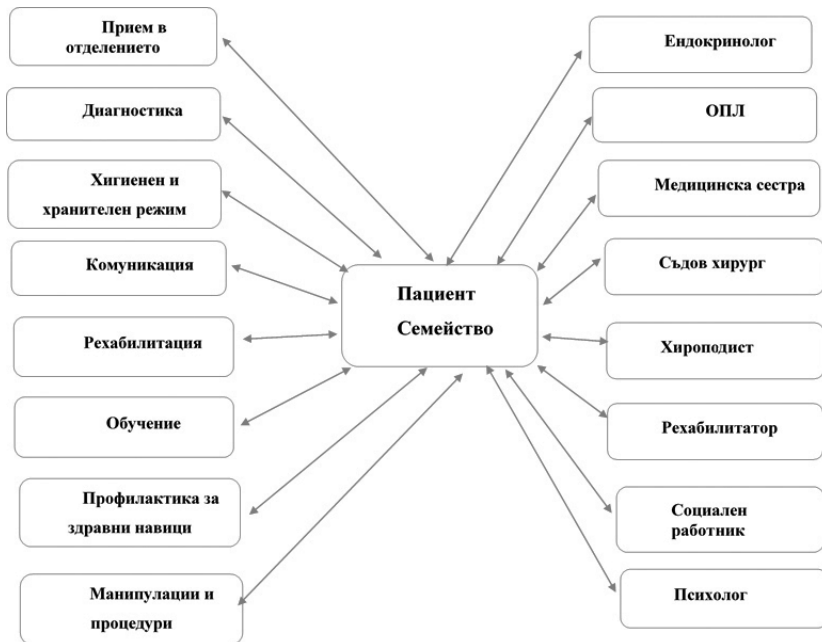 Прием в
отделението
Диагностика
Хигиенен и
хранителен режим
Комуникация
Рехабилитация
Обучение
Профилактика за
здравни навици
Манипулации и
процедури
Пациент
Семейство
Ендокринолог
ОПЛ
Медицинска сестра
Съдов хирург
Хироподист
Рехабилитатор
Социален
работник
Психолог